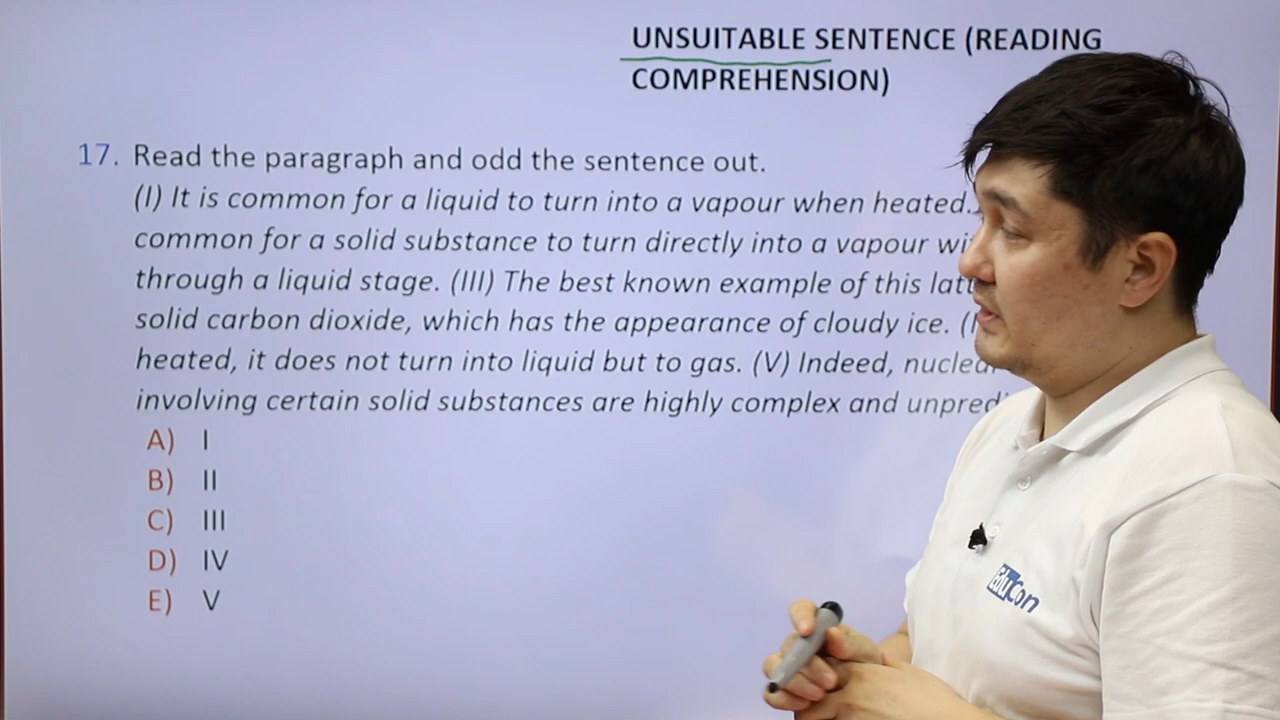 UNSUITABLE SENTENCE (READING
COMPREHENSION)
17. Read the paragraph and odd the sentence out.
(I) It is common for a liquid to turn into a vapour when heated.
common for a solid substance to turn directly into a vapour
through a liquid stage. (III) The best known example of this
solid carbon dioxide, which has the appearance of cloudy ice.
heated, it does not turn into liquid but to gas. (V) Indeed,
involving certain solid substances are highly complex and
A) I
B) II
C) III
D) IV
E) V
EduCon